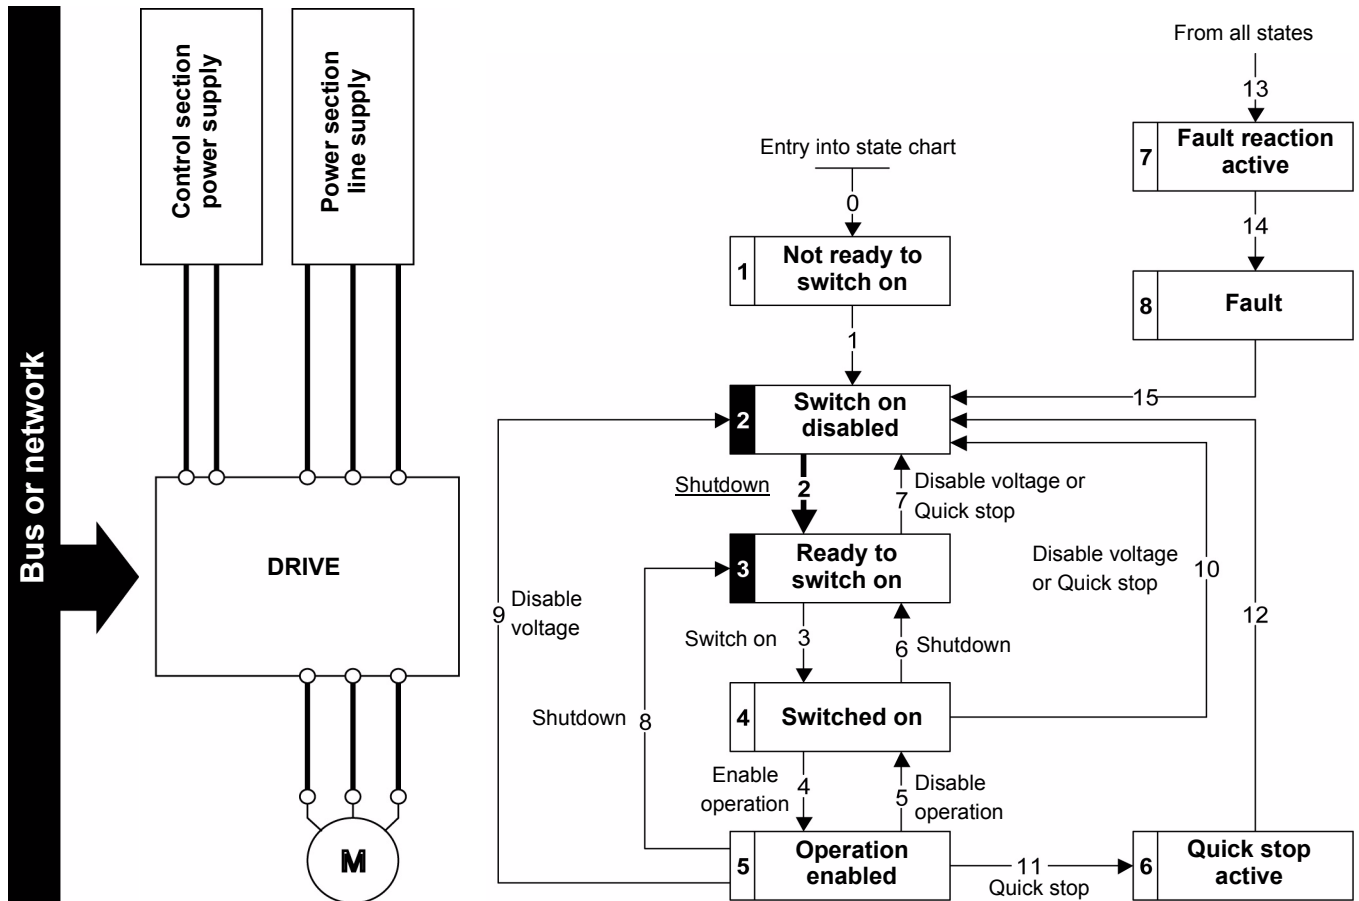 Bus or network
Control section
power supply
Power section
line supply
DRIVE
M
Entry into state chart
0
1
Not ready to
switch on
1
2
Switch on
disabled
Shutdown
2
7
Disable voltage or
Quick stop
3
Ready to
switch on
Switch on
3
6
Shutdown
4
Switched on
Enable
operation
4
5
Disable
operation
5
Operation
enabled
9
Disable
voltage
Shutdown
8
Disable voltage
or Quick stop
10
12
11
Quick stop
6
Quick stop
active
From all states
13
7
Fault reaction
active
14
8
Fault
15